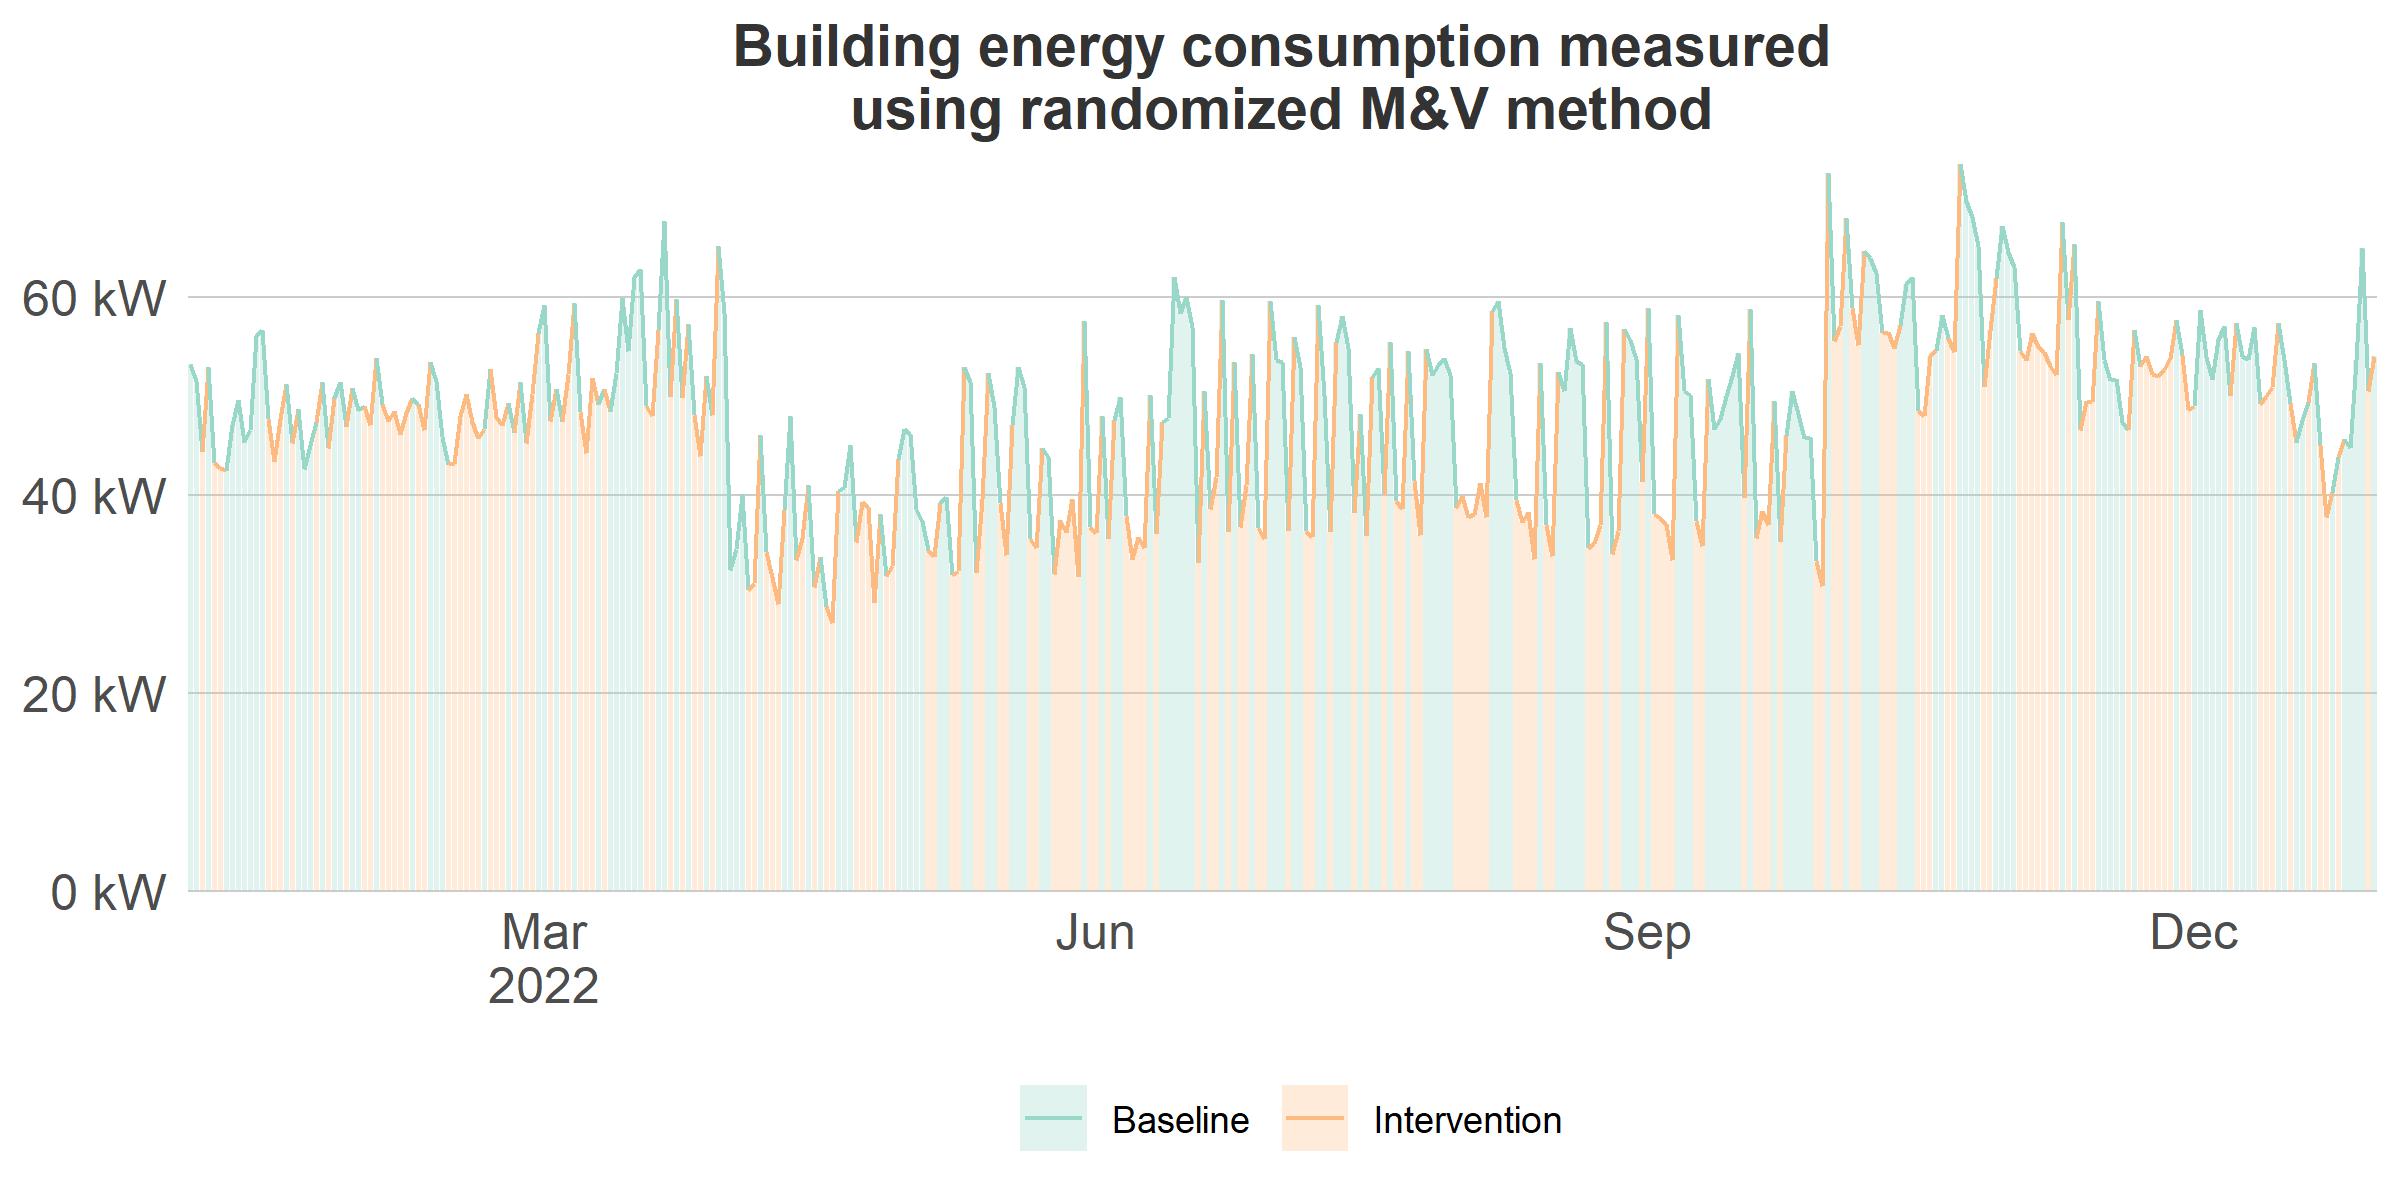 Building energy consumption measured
using randomized M&V method
60 kW
40 kW
20 kW
0 kW
Mar
2022
Jun
Sep
Dec
Baseline
Intervention